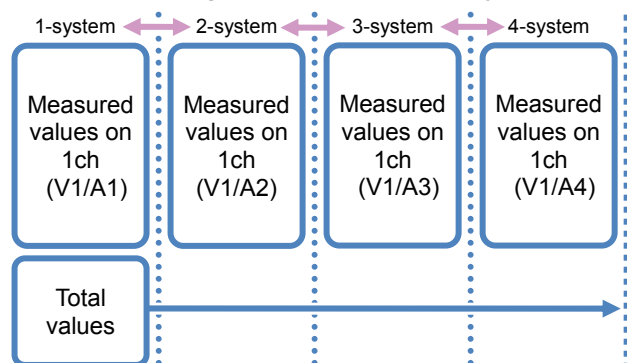 1-system 2-system 3-system 4-system
Measured
values on
1ch
(V1/A1)
Measured
values on
1ch
(V1/A2)
Measured
values on
1ch
(V1/A3)
Measured
values on
1ch
(V1/A4)
Total
values